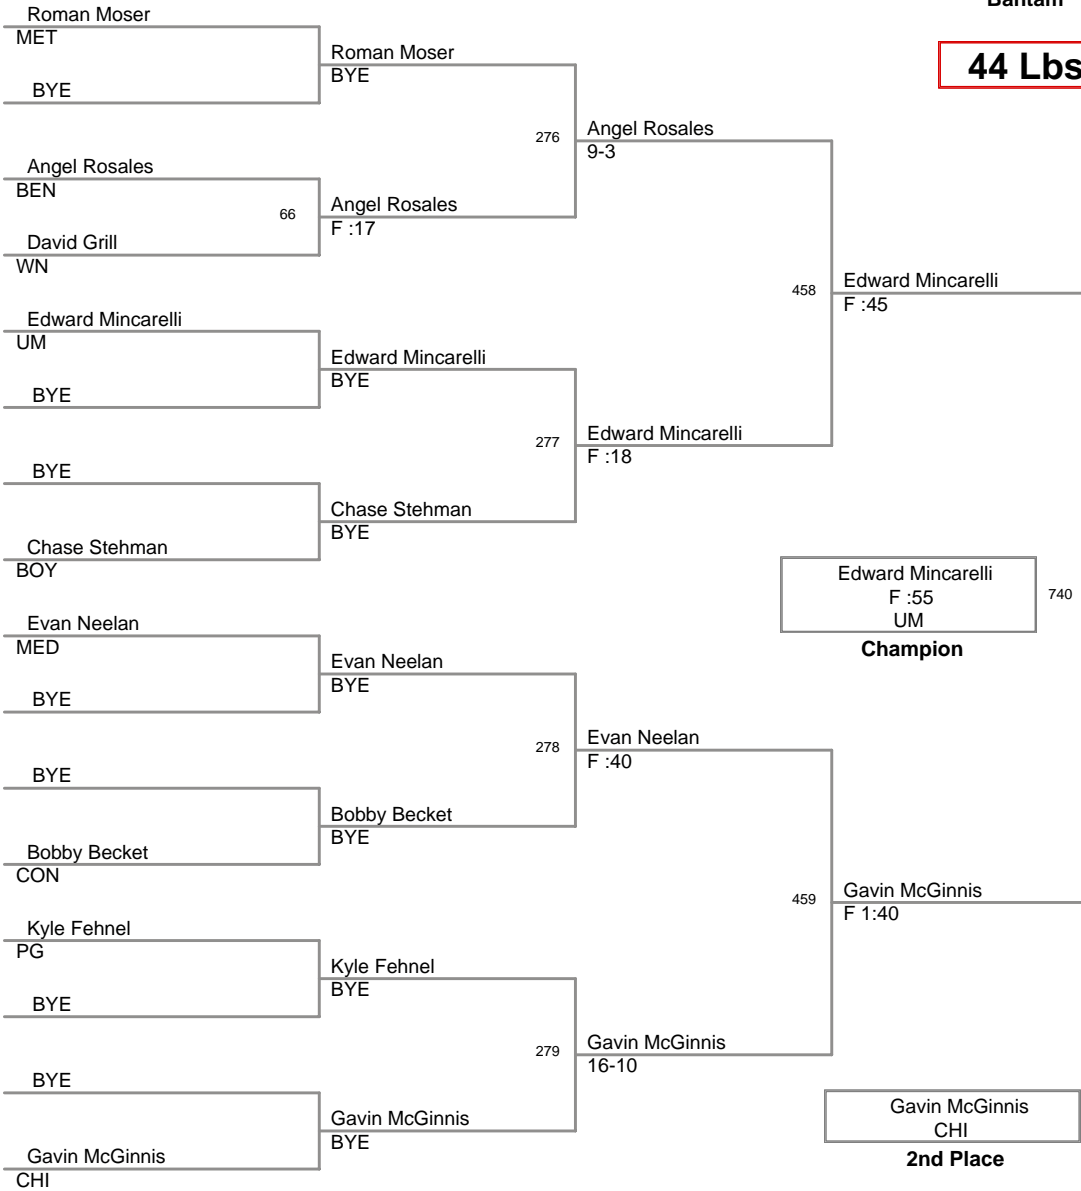 Bantam
44 Lbs
Roman Moser
MET
BYE
Roman Moser
BYE
276
Angel Rosales
9-3
Angel Rosales
BEN
66
Angel Rosales
F :17
David Grill
WN
458
Edward Mincarelli
F :45
Edward Mincarelli
UM
BYE
Edward Mincarelli
BYE
277
Edward Mincarelli
F :18
BYE
Chase Stehman
BYE
Chase Stehman
BOY
Edward Mincarelli
F :55
UM
740
Champion
Evan Neelan
MED
BYE
Evan Neelan
BYE
278
Evan Neelan
F :40
BYE
Bobby Becket
BYE
Bobby Becket
CON
459
Gavin McGinnis
F 1:40
Kyle Fehnel
PG
BYE
Kyle Fehnel
BYE
279
Gavin McGinnis
16-10
BYE
Gavin McGinnis
BYE
Gavin McGinnis
CHI
Gavin McGinnis
CHI
2nd Place